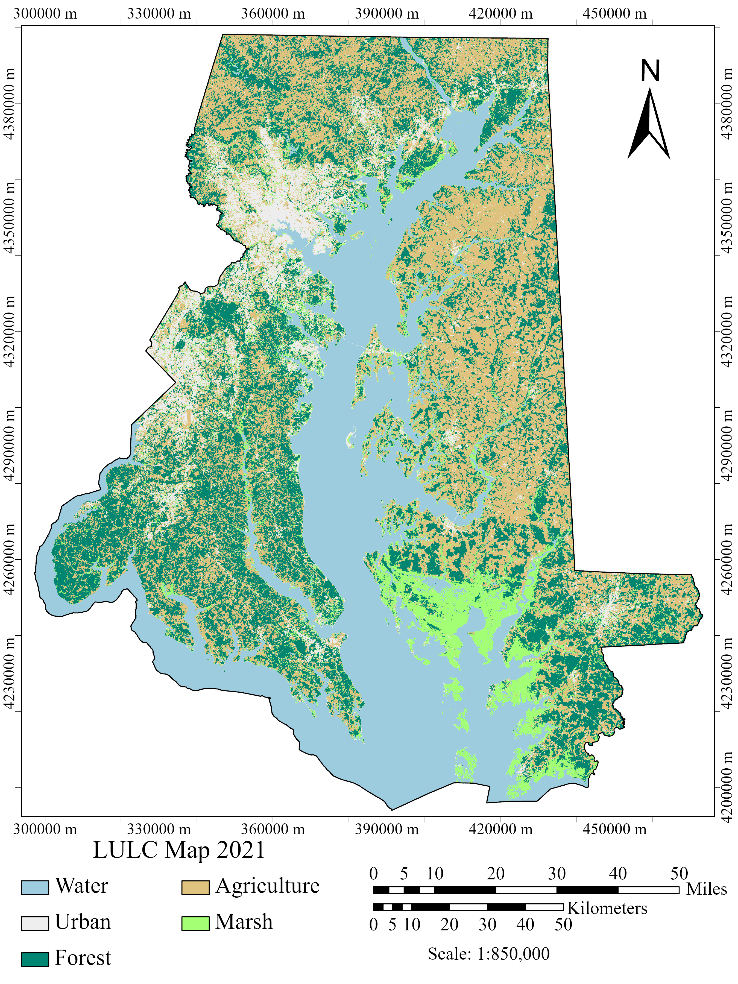 300000 m 330000 m 360000 m 390000 m 420000 m 450000 m
N
4380000 m 4380000 m
4350000 m 4350000 m
4320000 m 4320000 m
4290000 m 4290000 m
4260000 m 4260000 m
4230000 m 4230000 m
4200000 m 4200000 m
300000 m 330000 m 360000 m 390000 m 420000 m 450000 m
LULC Map 2021
Water Agriculture
Urban Marsh
Forest
0 5 10 20 30 40 50
Miles
Kilometers
0 5 10 20 30 40 50
Scale: 1:850,000